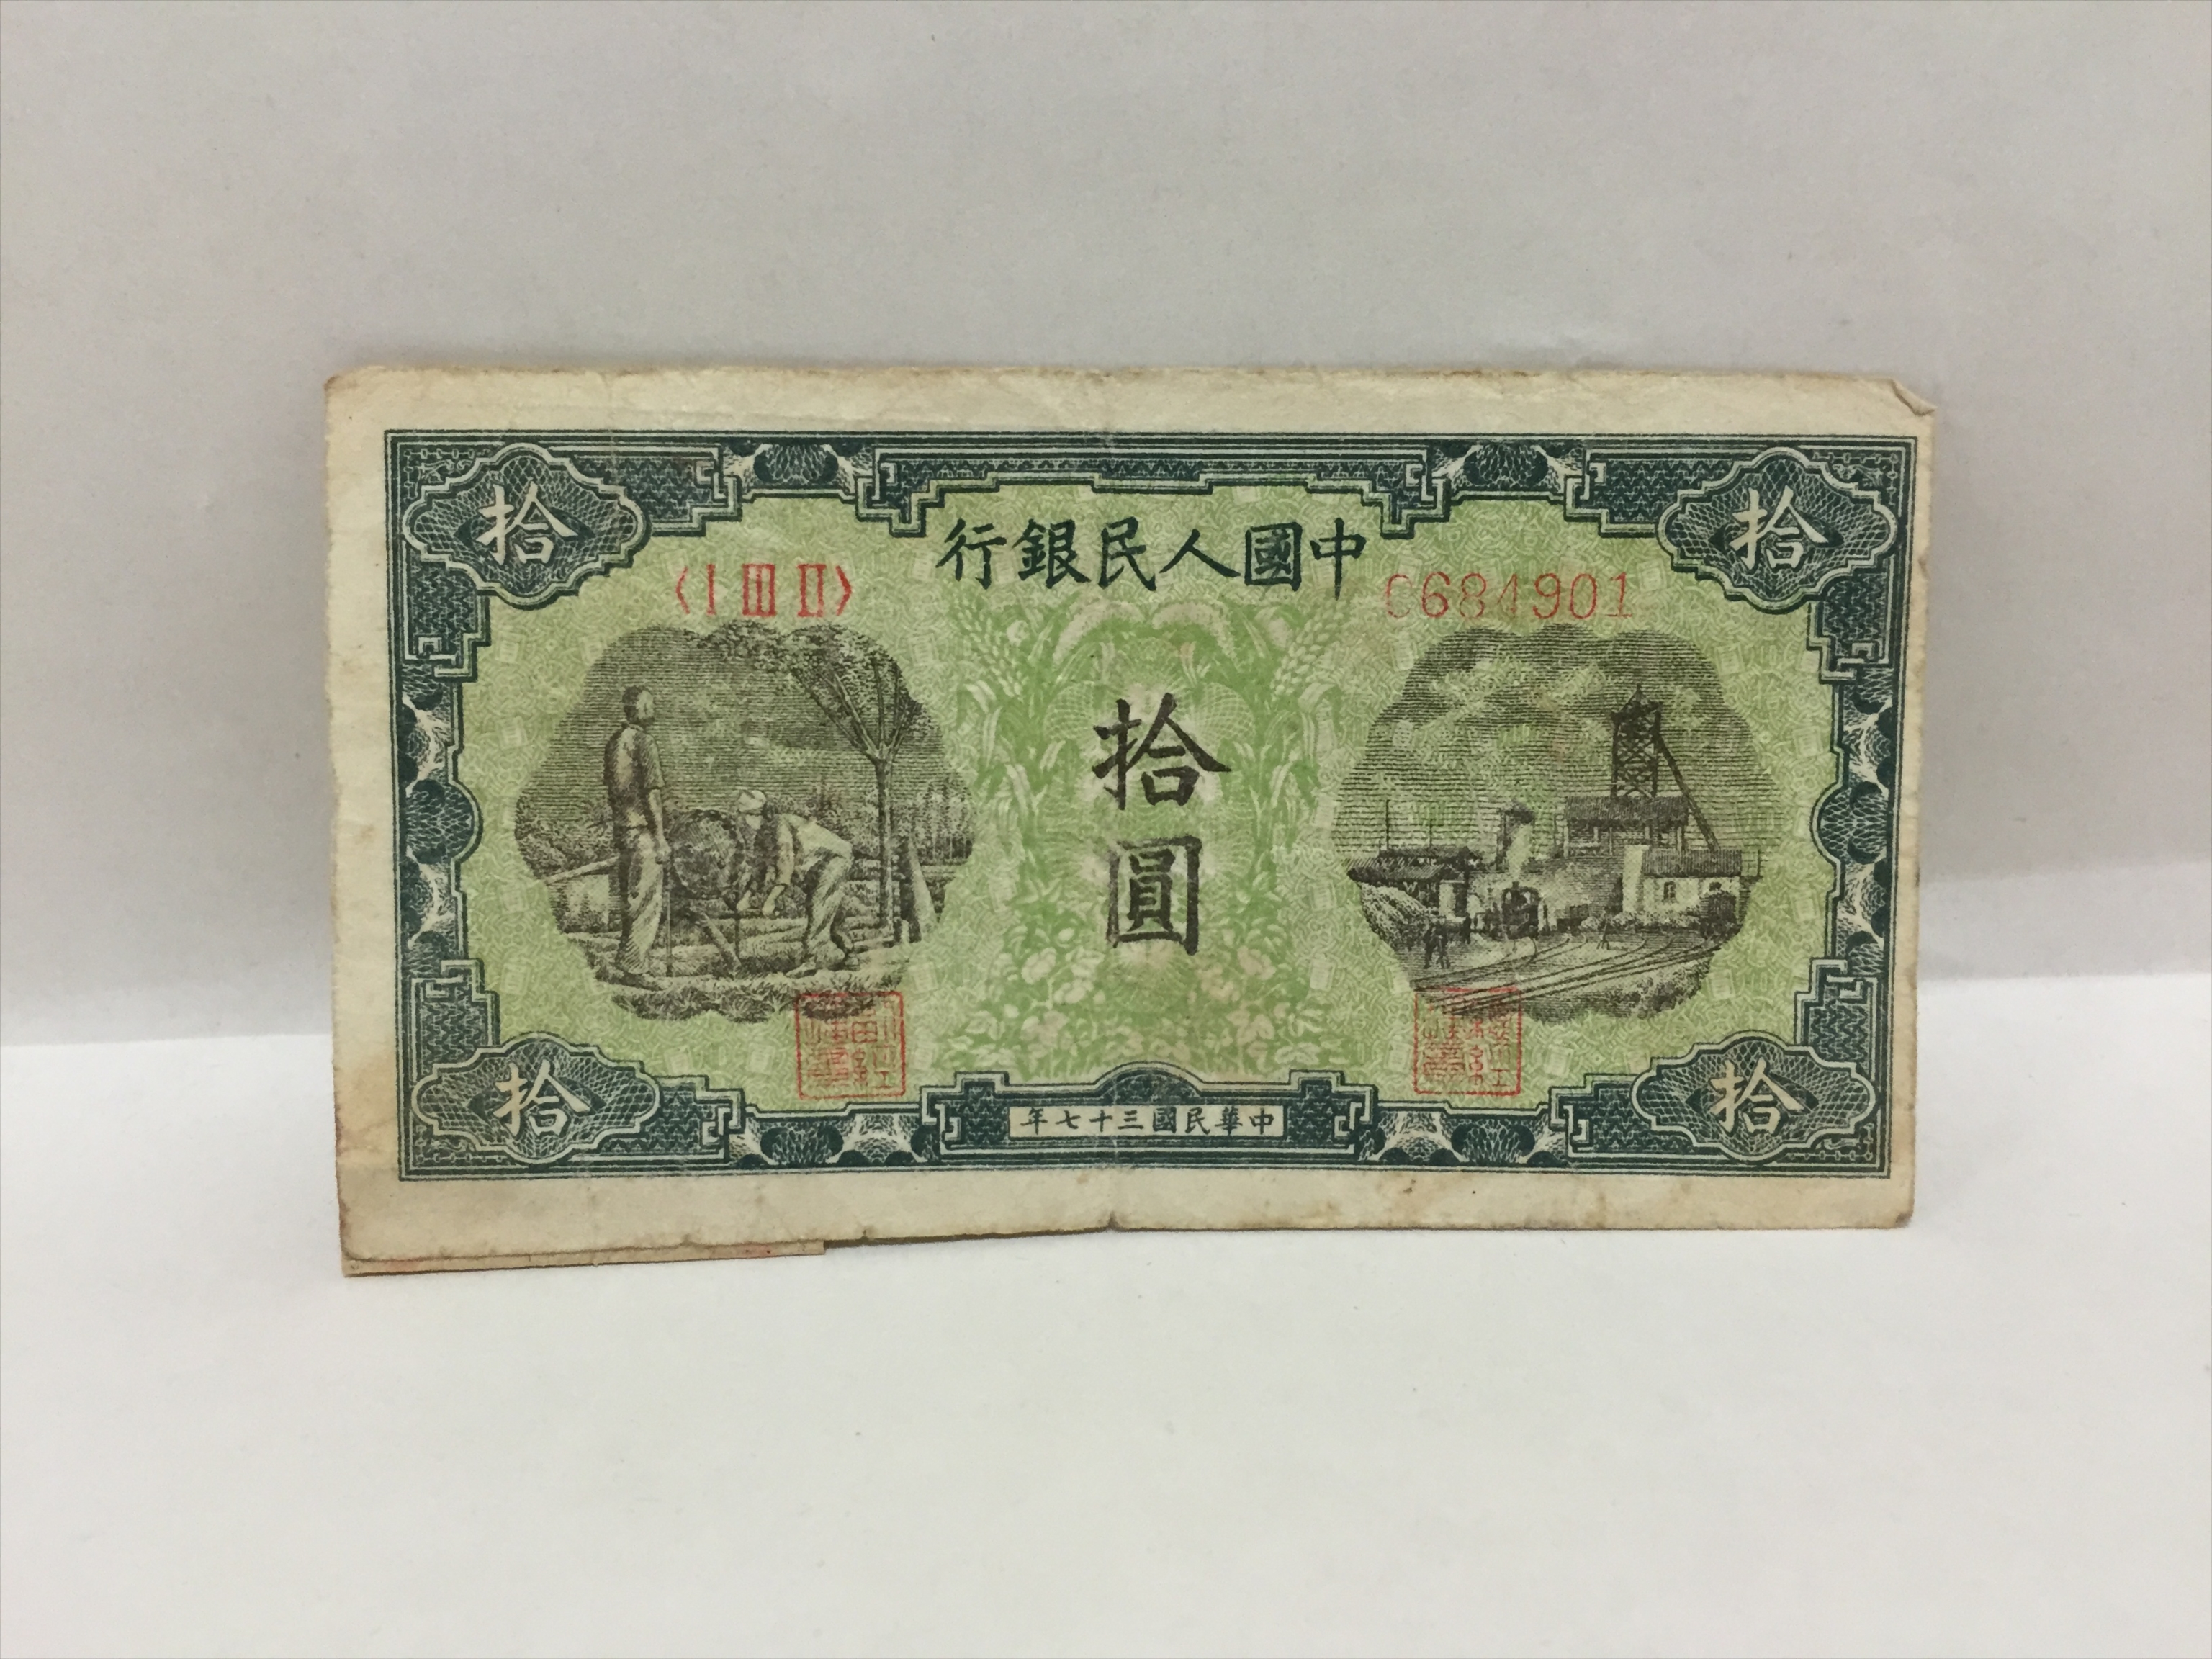 拾
拾
中國人民銀行
〈I III II〉
C684901
拾
圓
拾
中華民國三十七年
拾